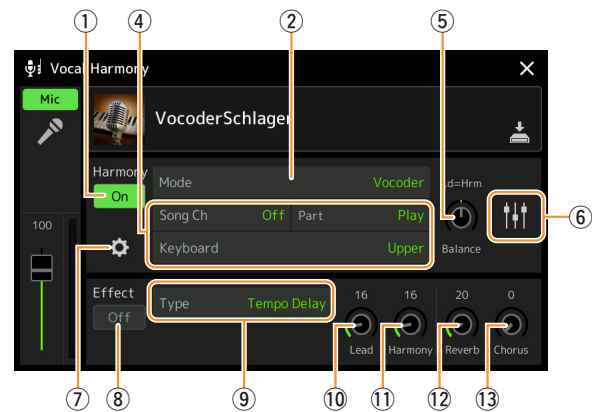 ① ④ ② ⑤
Vocal Harmony
Mic
VocoderSchlager
Harmony
On
Mode Vocoder
Ld=Hrm
Song Ch Off Part Play
⑥
100
Keyboard Upper
Balance
Effect
Off
Type Tempo Delay
16 16 20 0
Lead Harmony Reverb Chorus
⑦ ⑧ ⑨ ⑩ ⑪ ⑫ ⑬